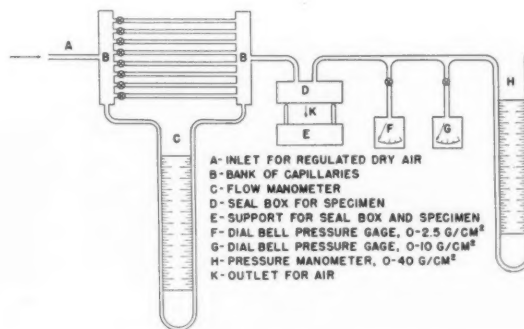 A
B
B
H
D
K
E
F
G
C
A- INLET FOR REGULATED DRY AIR
B- BANK OF CAPILLARIES
C- FLOW MANOMETER
D- SEAL BOX FOR SPECIMEN
E- SUPPORT FOR SEAL BOX AND SPECIMEN
F- DIAL BELL PRESSURE GAGE, 0-2.5 G/CM²
G- DIAL BELL PRESSURE GAGE, 0-10 G/CM²
H- PRESSURE MANOMETER, 0-40 G/CM²
K- OUTLET FOR AIR